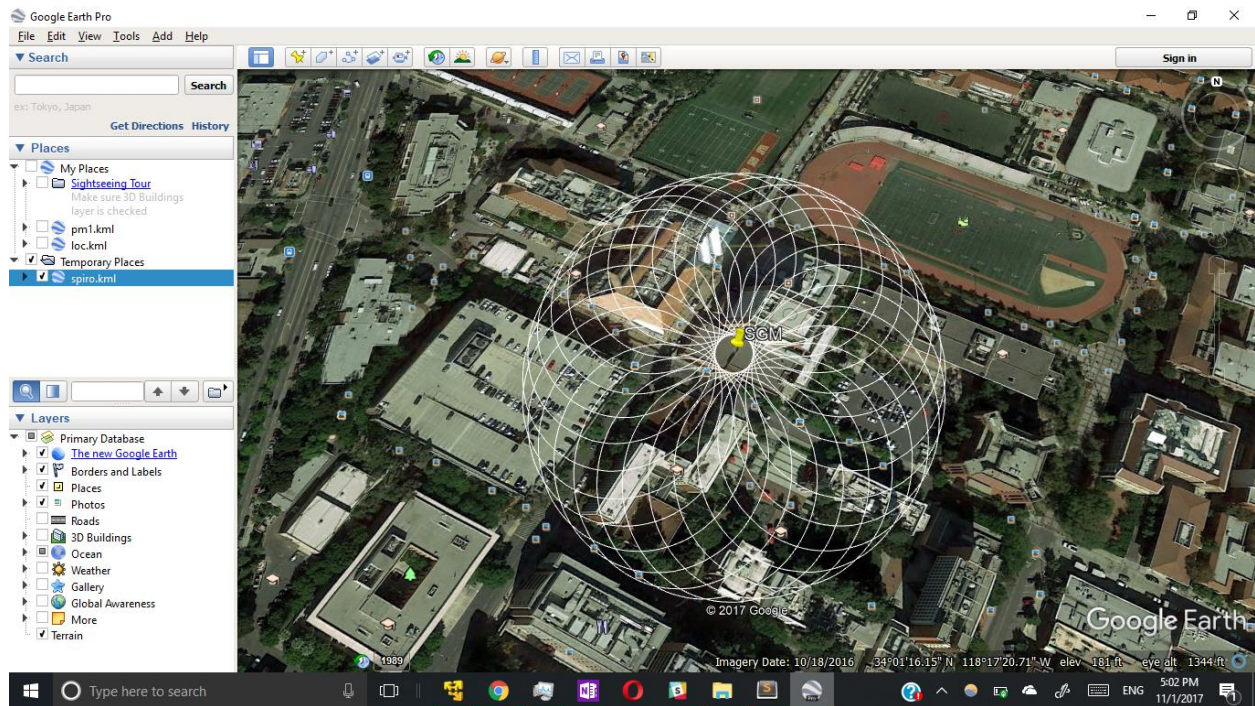 Google Earth Pro
File Edit View Tools Add Help
Search
Sign in
Search
ex: Tokyo, Japan
Get Directions History
Places
My Places
Sightseeing Tour
Make sure 3D Buildings
layer is checked
pm1.kml
loc.kml
Temporary Places
spiro.kml
N
SGM
Layers
Primary Database
The new Google Earth
Borders and Labels
Places
Photos
Roads
3D Buildings
Ocean
Weather
Gallery
Global Awareness
More
Terrain
© 2017 Google
Google Earth
1989
Imagery Date: 10/18/2016 34°01'16.15" N 118°17'20.71" W elev 181 ft eye alt 1344 ft
Type here to search
ENG
5:02 PM
11/1/2017